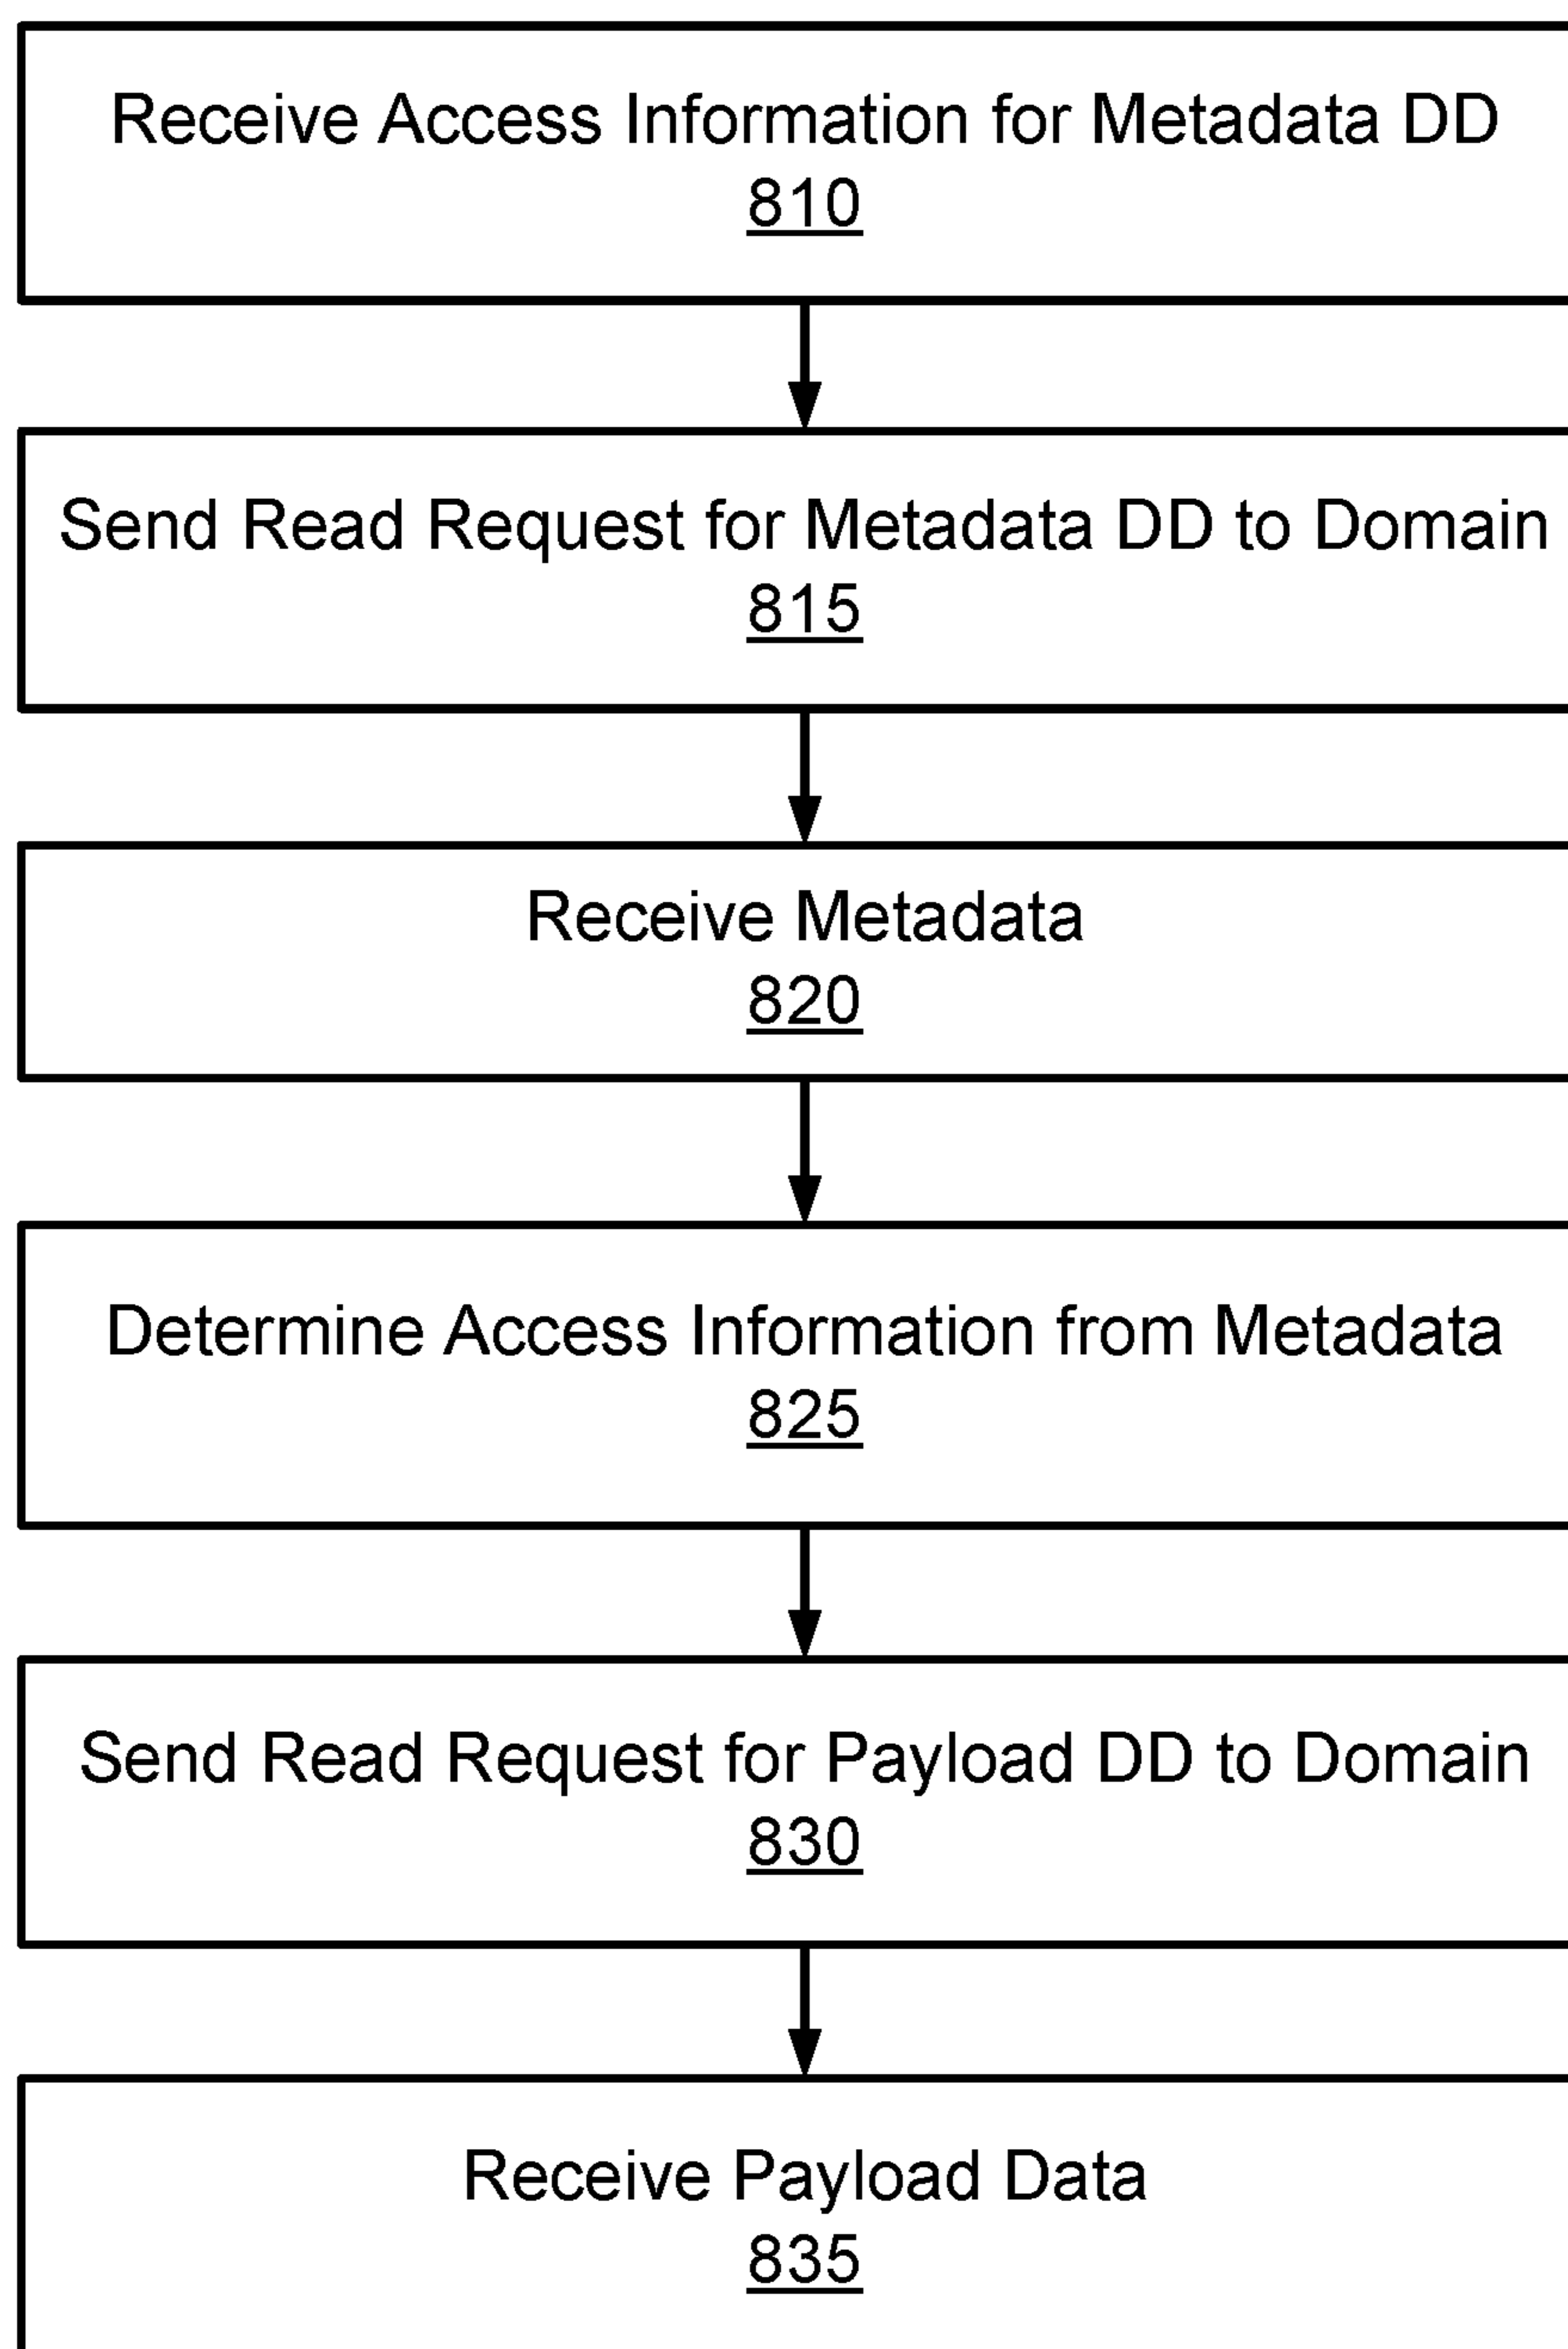 Receive Access Information for Metadata DD
810
Send Read Request for Metadata DD to Domain
815
Receive Metadata
820
Determine Access Information from Metadata
825
Send Read Request for Payload DD to Domain
830
Receive Payload Data
835